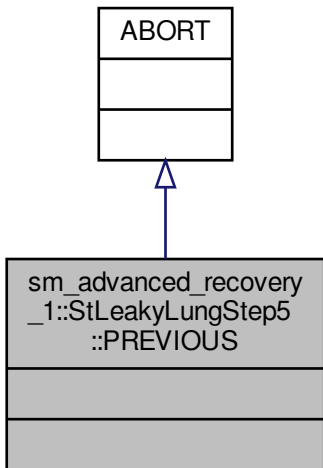 ABORT
sm_advanced_recovery
_1::StLeakyLungStep5
::PREVIOUS